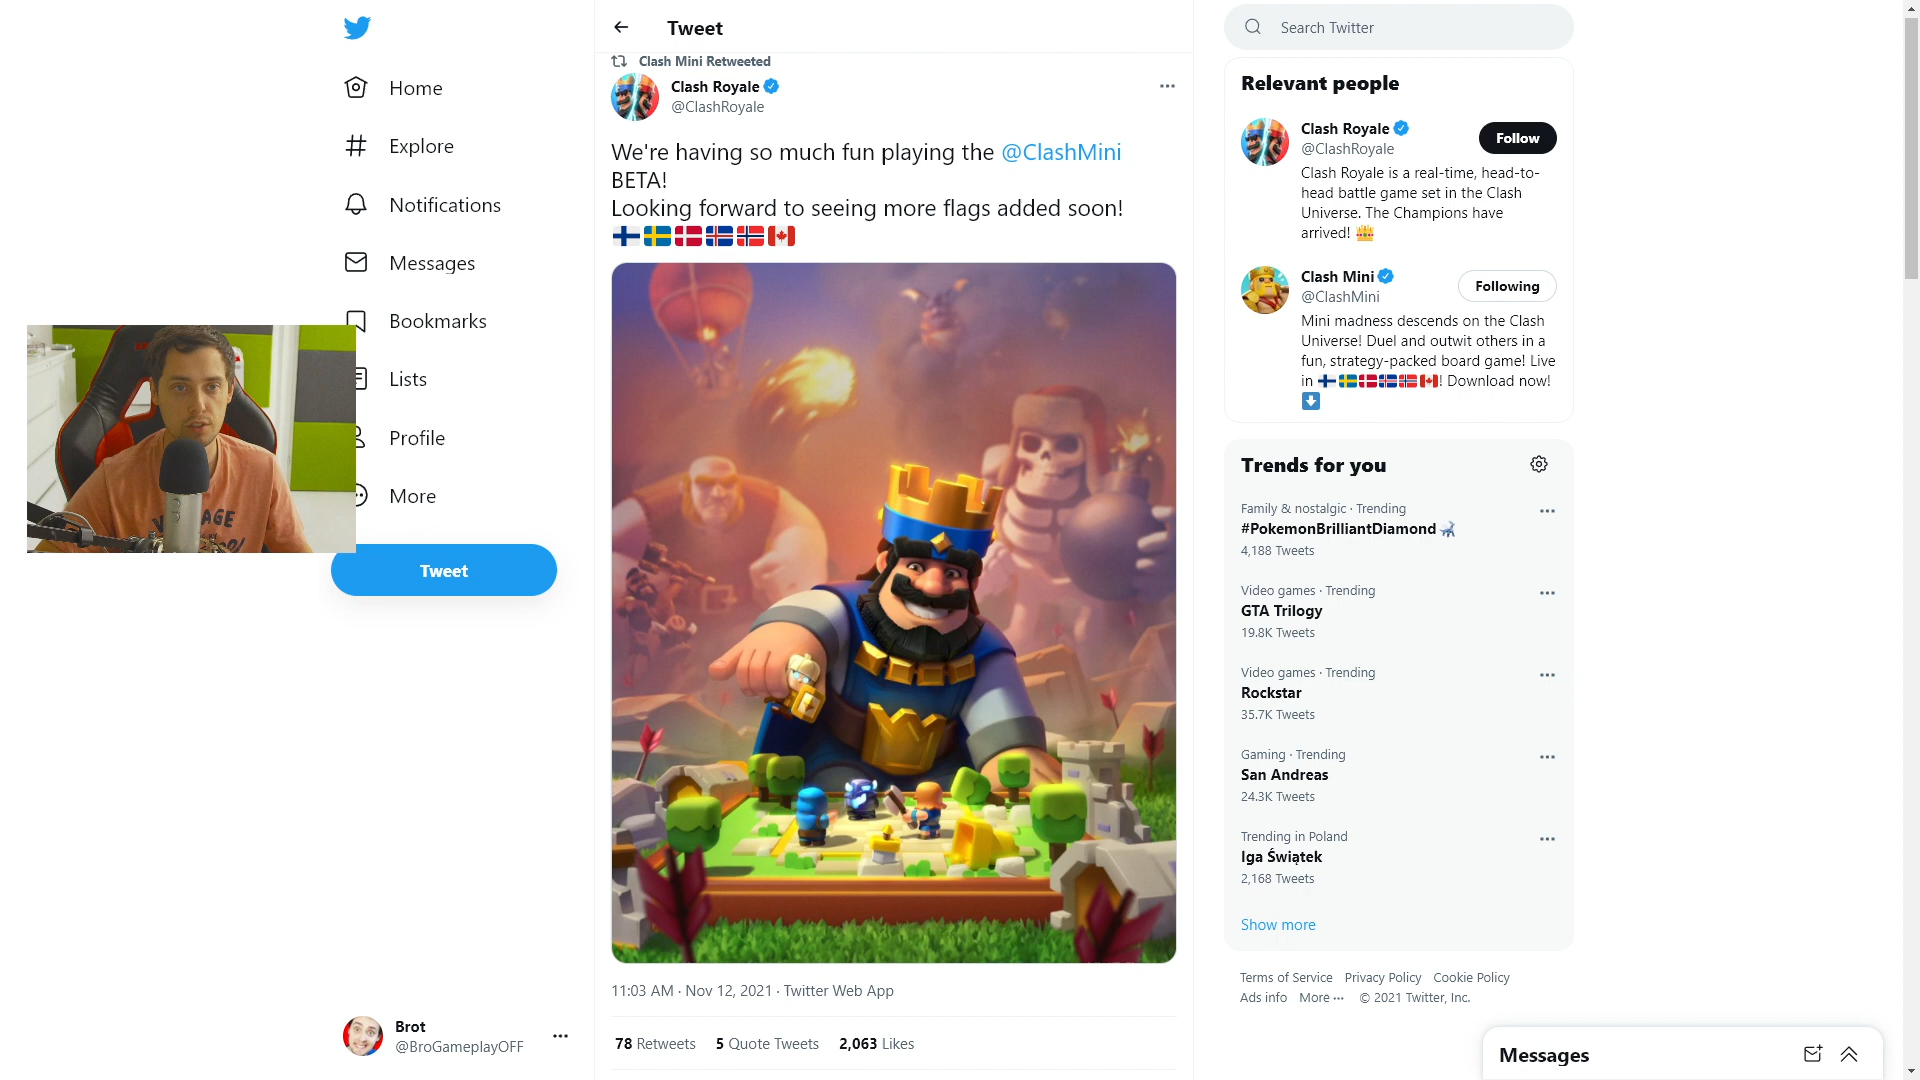 Home
Explore
Notifications
Messages
Bookmarks
Lists
Profile
More
Tweet
Brot
@BroGameplayOFF
Tweet
Clash Mini Retweeted
Clash Royale
@ClashRoyale
We're having so much fun playing the @ClashMini
BETA!
Looking forward to seeing more flags added soon!
11:03 AM · Nov 12, 2021 · Twitter Web App
78 Retweets 5 Quote Tweets 2,063 Likes
Search Twitter
Relevant people
Clash Royale
@ClashRoyale
Follow
Clash Royale is a real-time, head-to-
head battle game set in the Clash
Universe. The Champions have
arrived!
Clash Mini
@ClashMini
Following
Mini madness descends on the Clash
Universe! Duel and outwit others in a
fun, strategy-packed board game! Live
in ! Download now!
Trends for you
Family & nostalgic · Trending
#PokemonBrilliantDiamond
4,188 Tweets
Video games · Trending
GTA Trilogy
19.8K Tweets
Video games · Trending
Rockstar
35.7K Tweets
Gaming · Trending
San Andreas
24.3K Tweets
Trending in Poland
Iga Świątek
2,168 Tweets
Show more
Terms of Service Privacy Policy Cookie Policy
Ads info More ··· © 2021 Twitter, Inc.
Messages